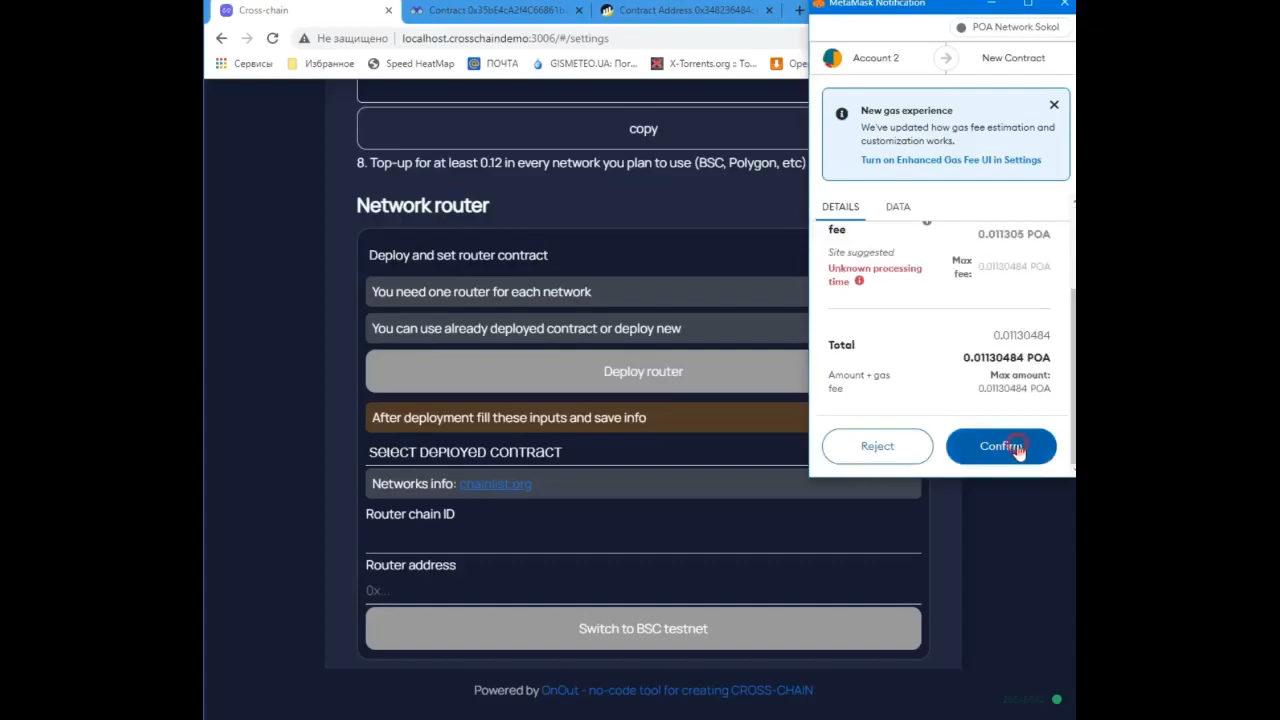 Cross-chain
Contract 0x35bE4cA2f4C66861b
Contract Address 0x348236484c
MetaMask Notification
Не защищено
localhost.crosschaindemo:3006/#/settings
POA Network Sokol
Сервисы
Избранное
Speed HeatMap
ПОЧТА
GISMETEO.UA: Пог...
X-Torrents.org :: To...
Ope
Account 2
New Contract
New gas experience
We've updated how gas fee estimation and
customization works.
Turn on Enhanced Gas Fee UI in Settings
copy
8. Top-up for at least 0.12 in every network you plan to use (BSC, Polygon, etc)
DETAILS
DATA
fee
0.011305 POA
Site suggested
Unknown processing
time
Max
fee:
0.01130484 POA
0.01130484
Total
0.01130484 POA
Amount + gas
fee
Max amount:
0.01130484 POA
Reject
Confirm
Network router
Deploy and set router contract
You need one router for each network
You can use already deployed contract or deploy new
Deploy router
After deployment fill these inputs and save info
SELECT DEPLOYED CONTRACT
Networks info: chainlist.org
Router chain ID
Router address
0x...
Switch to BSC testnet
Powered by OnOut - no-code tool for creating CROSS-CHAIN